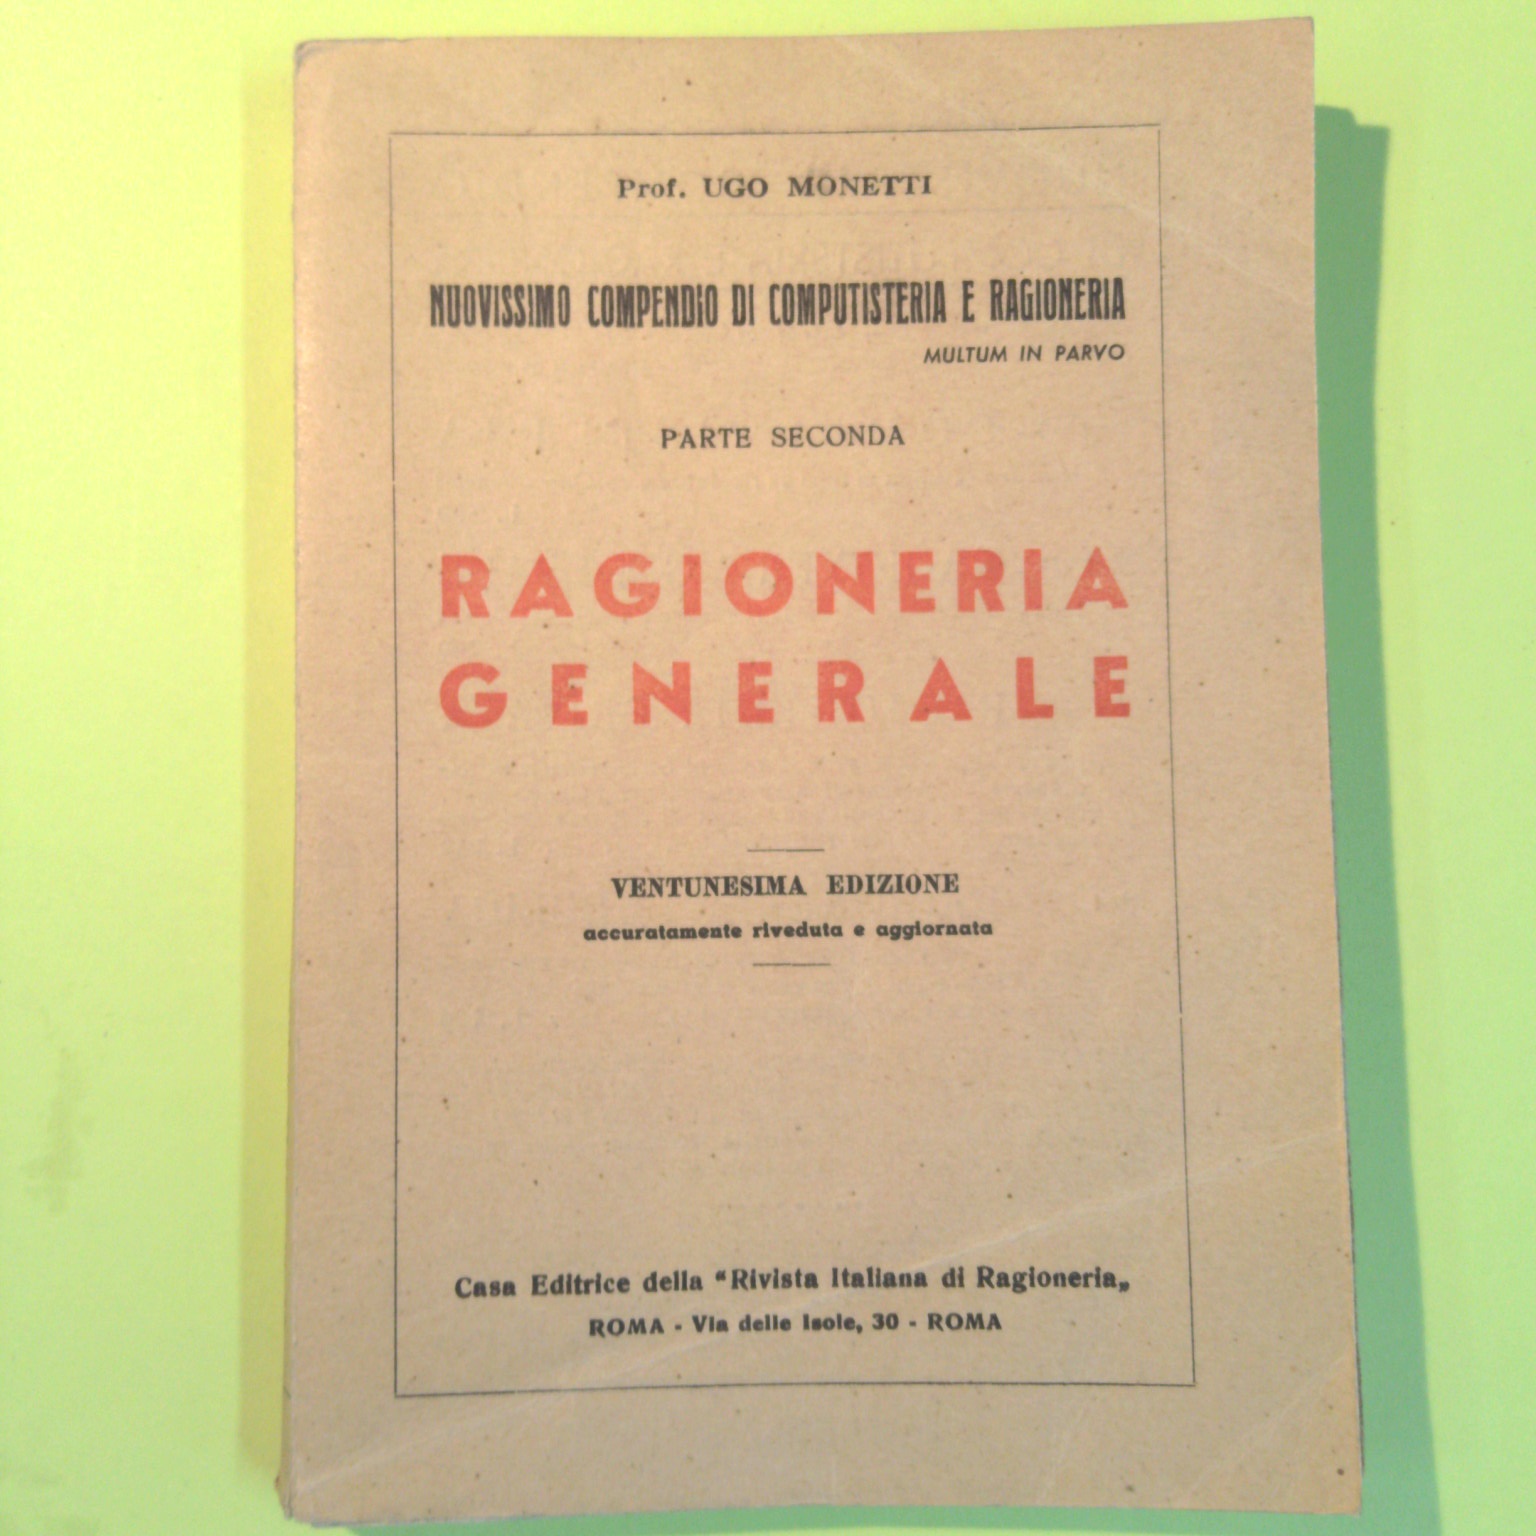 Prof. UGO MONETTI
NUOVISSIMO COMPENDIO DI COMPUTISTERIA E RAGIONERIA
MULTUM IN PARVO
PARTE SECONDA
RAGIONERIA
GENERALE
VENTUNESIMA EDIZIONE
accuratamente riveduta e aggiornata
Casa Editrice della “Rivista Italiana di Ragioneria„
ROMA - Via delle Isole, 30 - ROMA